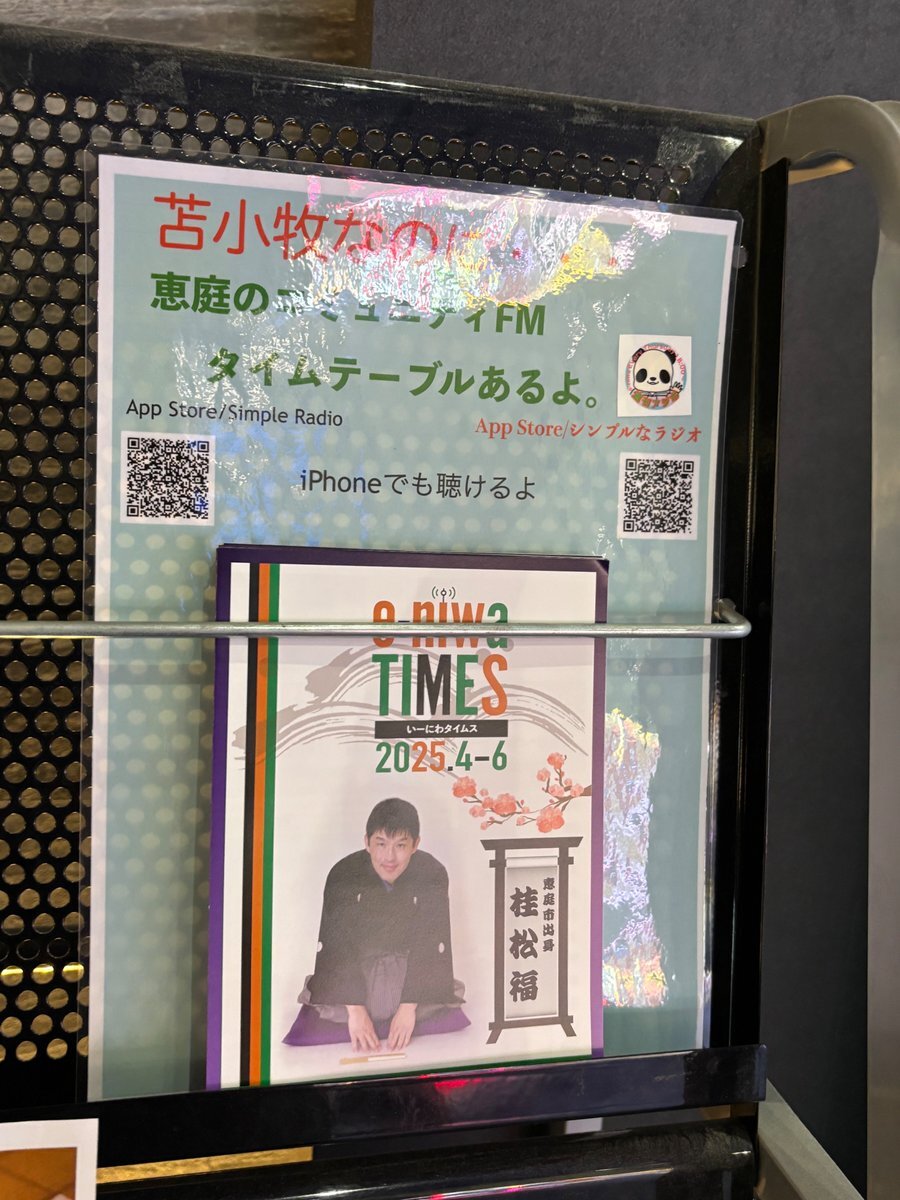 苫小牧なのに
恵庭のコミュニティFM
タイムテーブルあるよ。
App Store/Simple Radio
App Store/シンプルなラジオ
iPhoneでも聴けるよ
e-niwa
TIMES
いーにわタイムス
2025.4-6
恵庭市出身
桂松福